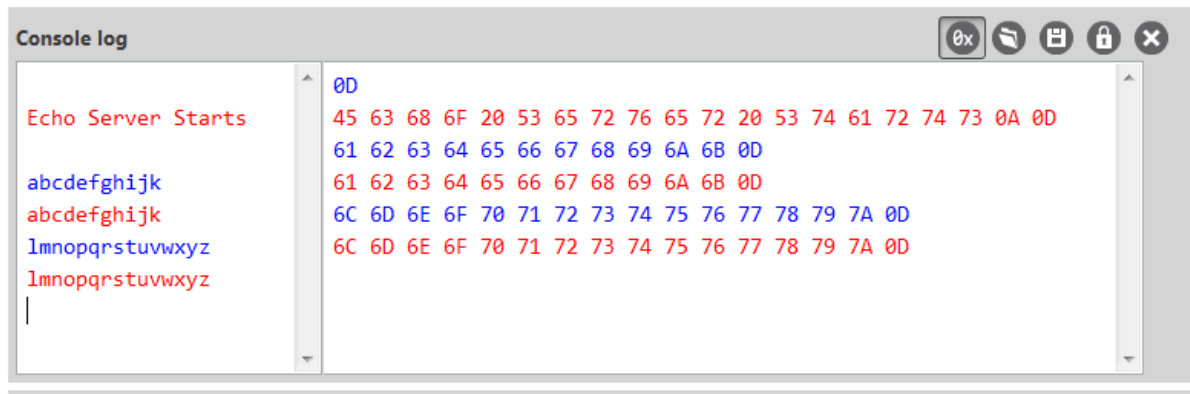 Console log
0x
Echo Server Starts
abcdefghijk
abcdefghijk
lmnopqrstuvwxyz
lmnopqrstuvwxyz
0D
45 63 68 6F 20 53 65 72 76 65 72 20 53 74 61 72 74 73 0A 0D
61 62 63 64 65 66 67 68 69 6A 6B 0D
61 62 63 64 65 66 67 68 69 6A 6B 0D
6C 6D 6E 6F 70 71 72 73 74 75 76 77 78 79 7A 0D
6C 6D 6E 6F 70 71 72 73 74 75 76 77 78 79 7A 0D